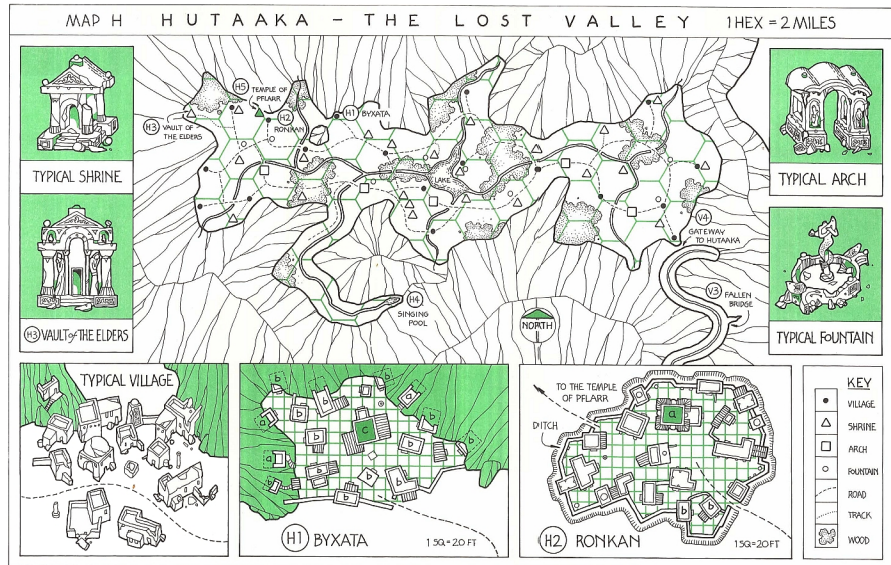 MAP H HUTAAKA – THE LOST VALLEY 1 HEX = 2 MILES
TYPICAL SHRINE
H3 VAULT of THE ELDERS
H5
TEMPLE OF
PFLARR
H3 VAULT OF
THE ELDERS
H2
RONKAN
H1 BYXATA
LAKE
V4
GATEWAY
TO HUTAAKA
V3 FALLEN
BRIDGE
H4
SINGING
POOL
NORTH
TYPICAL ARCH
TYPICAL FOUNTAIN
TYPICAL VILLAGE
b
b
b
b
b
b
c
b
b
b
b
a
a
b
b
b
b
H1 BYXATA 1 SQ=20 FT
TO THE TEMPLE
OF PFLARR
DITCH
a
b
b
H2 RONKAN 1 SQ=20FT
KEY
VILLAGE
SHRINE
ARCH
FOUNTAIN
ROAD
TRACK
WOOD